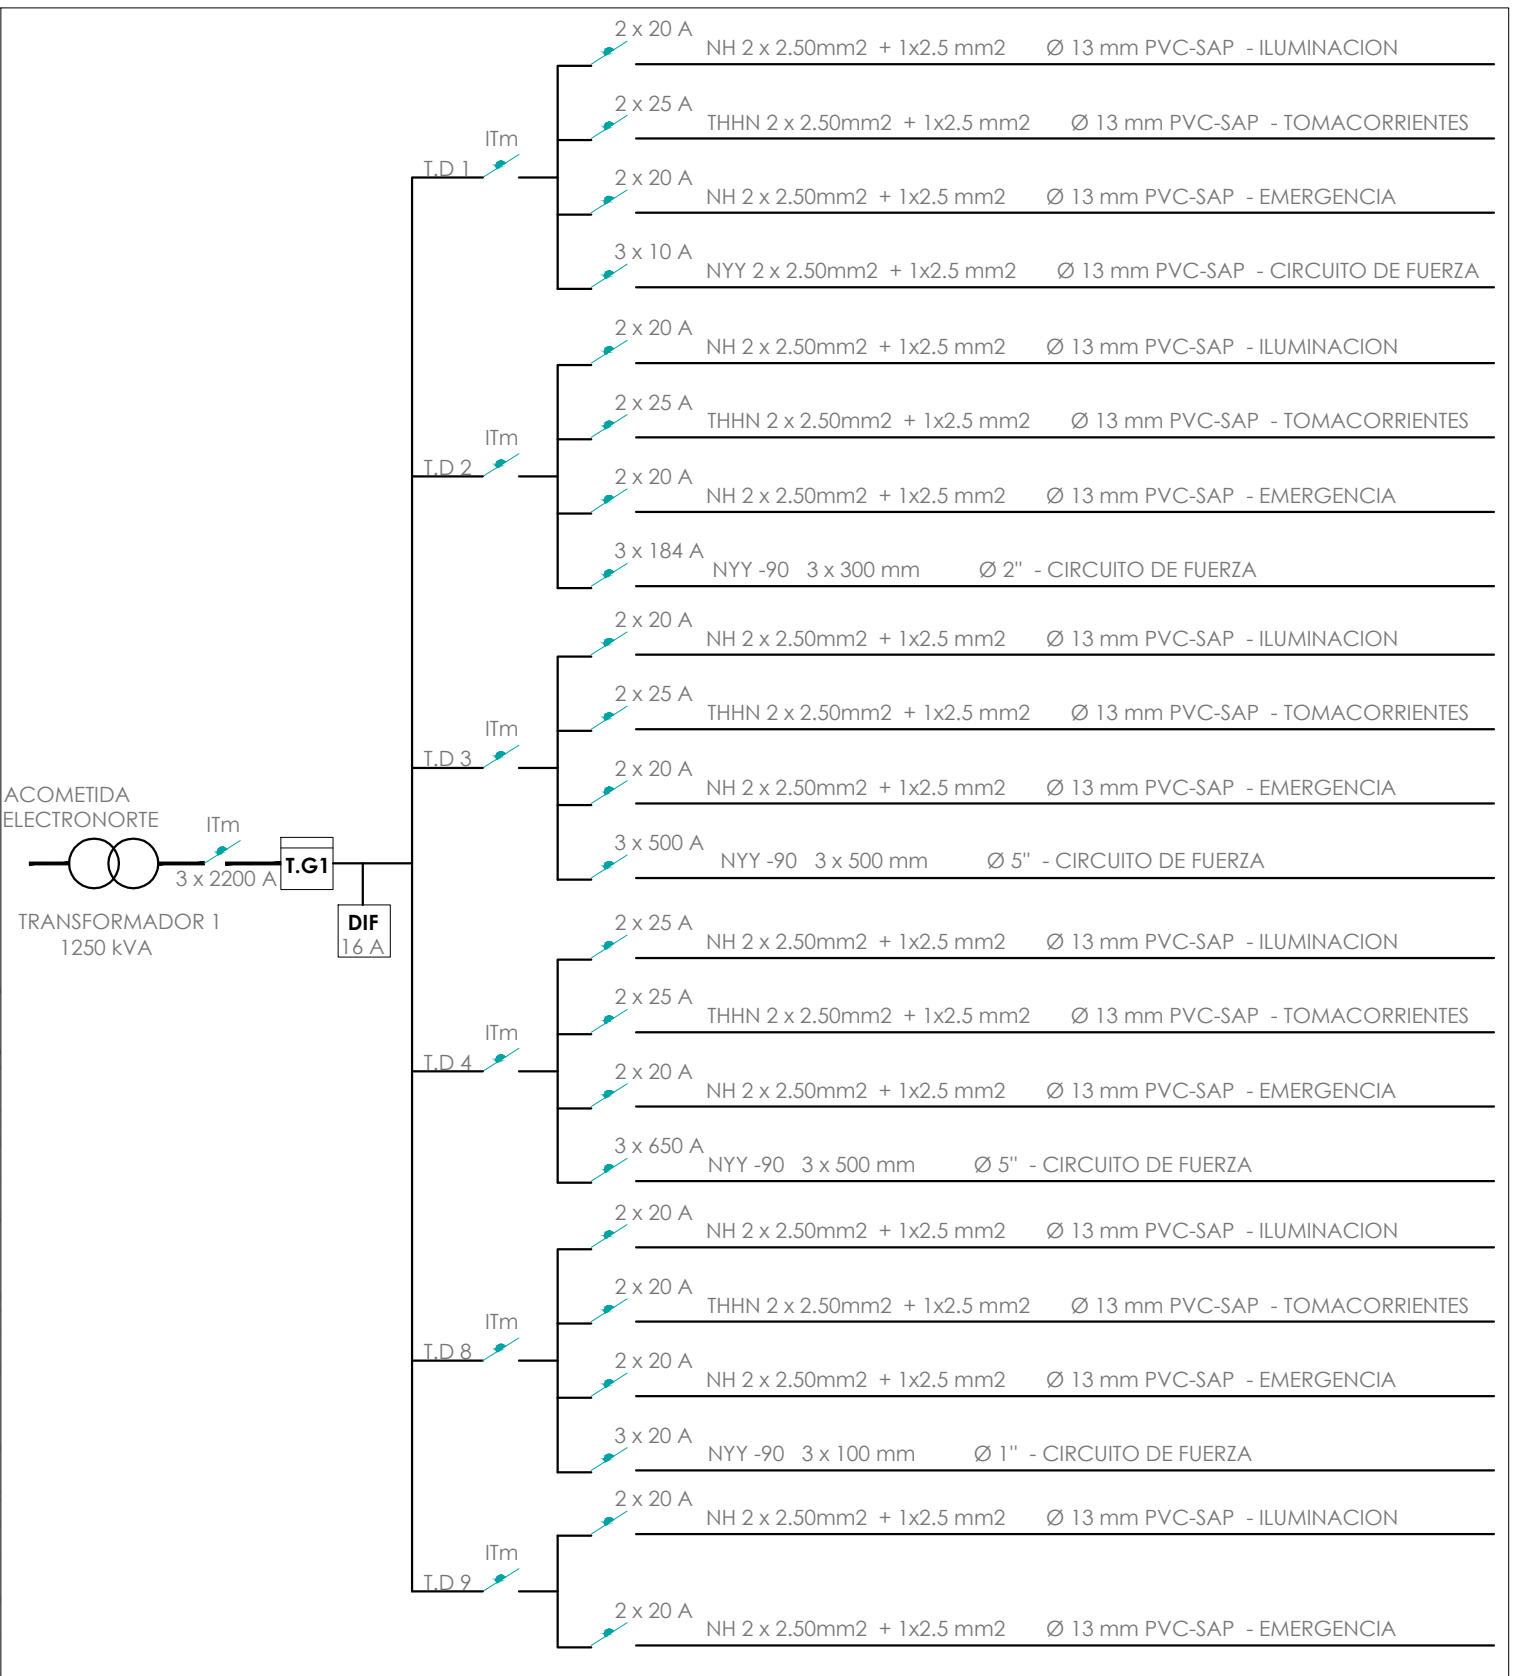 2 x 20 A
NH 2 x 2.50mm2 + 1x2.5 mm2 Ø 13 mm PVC-SAP - ILUMINACION
2 x 25 A
THHN 2 x 2.50mm2 + 1x2.5 mm2 Ø 13 mm PVC-SAP - TOMACORRIENTES
ITm
T.D 1
2 x 20 A
NH 2 x 2.50mm2 + 1x2.5 mm2 Ø 13 mm PVC-SAP - EMERGENCIA
3 x 10 A
NYY 2 x 2.50mm2 + 1x2.5 mm2 Ø 13 mm PVC-SAP - CIRCUITO DE FUERZA
2 x 20 A
NH 2 x 2.50mm2 + 1x2.5 mm2 Ø 13 mm PVC-SAP - ILUMINACION
2 x 25 A
THHN 2 x 2.50mm2 + 1x2.5 mm2 Ø 13 mm PVC-SAP - TOMACORRIENTES
ITm
T.D 2
2 x 20 A
NH 2 x 2.50mm2 + 1x2.5 mm2 Ø 13 mm PVC-SAP - EMERGENCIA
3 x 184 A
NYY -90 3 x 300 mm Ø 2" - CIRCUITO DE FUERZA
2 x 20 A
NH 2 x 2.50mm2 + 1x2.5 mm2 Ø 13 mm PVC-SAP - ILUMINACION
2 x 25 A
THHN 2 x 2.50mm2 + 1x2.5 mm2 Ø 13 mm PVC-SAP - TOMACORRIENTES
ITm
T.D 3
2 x 20 A
NH 2 x 2.50mm2 + 1x2.5 mm2 Ø 13 mm PVC-SAP - EMERGENCIA
3 x 500 A
NYY -90 3 x 500 mm Ø 5" - CIRCUITO DE FUERZA
ACOMETIDA
ELECTRONORTE
ITm
3 x 2200 A
T.G1
TRANSFORMADOR 1
1250 kVA
DIF
16 A
2 x 25 A
NH 2 x 2.50mm2 + 1x2.5 mm2 Ø 13 mm PVC-SAP - ILUMINACION
2 x 25 A
THHN 2 x 2.50mm2 + 1x2.5 mm2 Ø 13 mm PVC-SAP - TOMACORRIENTES
ITm
T.D 4
2 x 20 A
NH 2 x 2.50mm2 + 1x2.5 mm2 Ø 13 mm PVC-SAP - EMERGENCIA
3 x 650 A
NYY -90 3 x 500 mm Ø 5" - CIRCUITO DE FUERZA
2 x 20 A
NH 2 x 2.50mm2 + 1x2.5 mm2 Ø 13 mm PVC-SAP - ILUMINACION
2 x 20 A
THHN 2 x 2.50mm2 + 1x2.5 mm2 Ø 13 mm PVC-SAP - TOMACORRIENTES
ITm
T.D 8
2 x 20 A
NH 2 x 2.50mm2 + 1x2.5 mm2 Ø 13 mm PVC-SAP - EMERGENCIA
3 x 20 A
NYY -90 3 x 100 mm Ø 1" - CIRCUITO DE FUERZA
2 x 20 A
NH 2 x 2.50mm2 + 1x2.5 mm2 Ø 13 mm PVC-SAP - ILUMINACION
ITm
T.D 9
2 x 20 A
NH 2 x 2.50mm2 + 1x2.5 mm2 Ø 13 mm PVC-SAP - EMERGENCIA